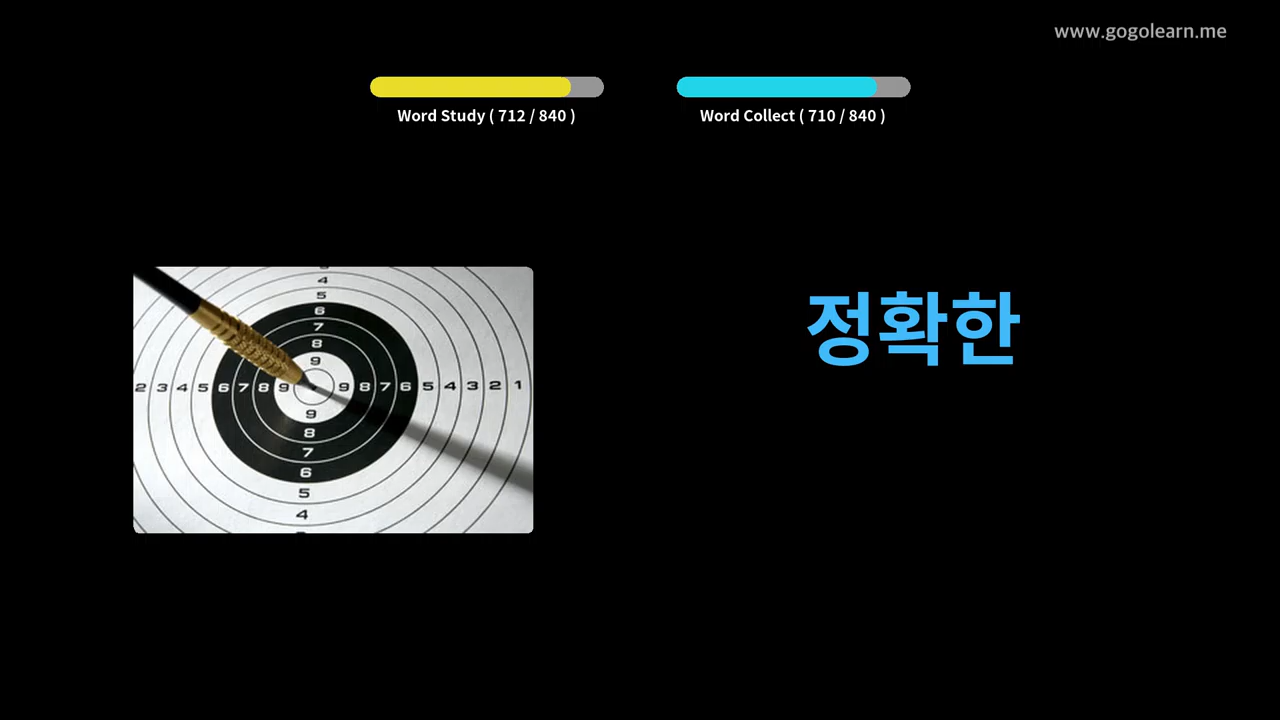 www.gogolearn.me
Word Study ( 712 / 840 )
Word Collect ( 710 / 840 )
정확한
4
5
6
7
8
9
2 3 4 5 6 7 8 9 9 8 7 6 5 4 3 2 1
9
8
7
6
5
4